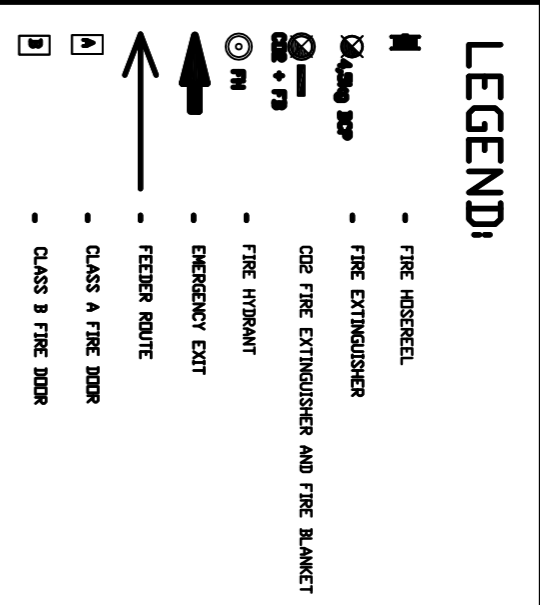 LEGEND:
- FIRE HOSEREEL
4,5kg DCP - FIRE EXTINGUISHER
CO2 + FB CO2 FIRE EXTINGUISHER AND FIRE BLANKET
FH - FIRE HYDRANT
- EMERGENCY EXIT
- FEEDER ROUTE
A - CLASS A FIRE DOOR
B - CLASS B FIRE DOOR